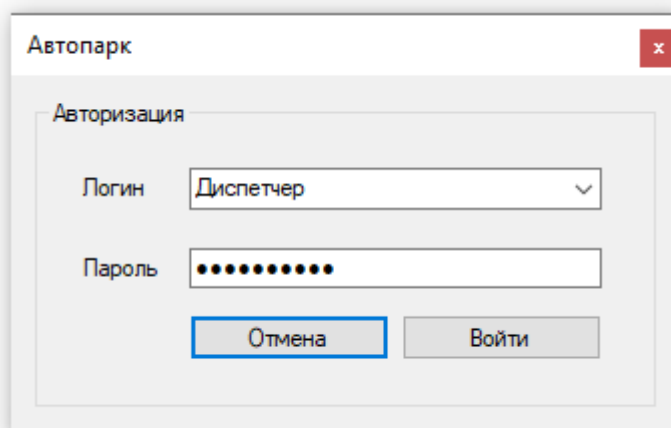 Автопарк x
Авторизация
Логин Диспетчер
Пароль ●●●●●●●●●●
Отмена Войти